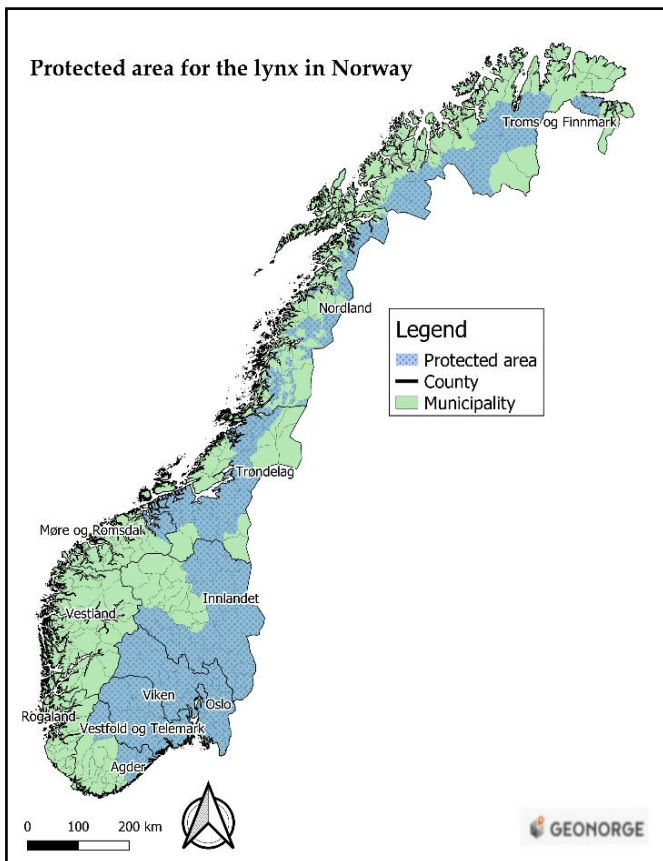 Protected area for the lynx in Norway
Troms og Finnmark
Nordland
Legend
Protected area
County
Municipality
Trøndelag
Møre og Romsdal
Innlandet
Vestland
Viken
Oslo
Rogaland
Vestfold og Telemark
Agder
0 100 200 km
GEONORGE